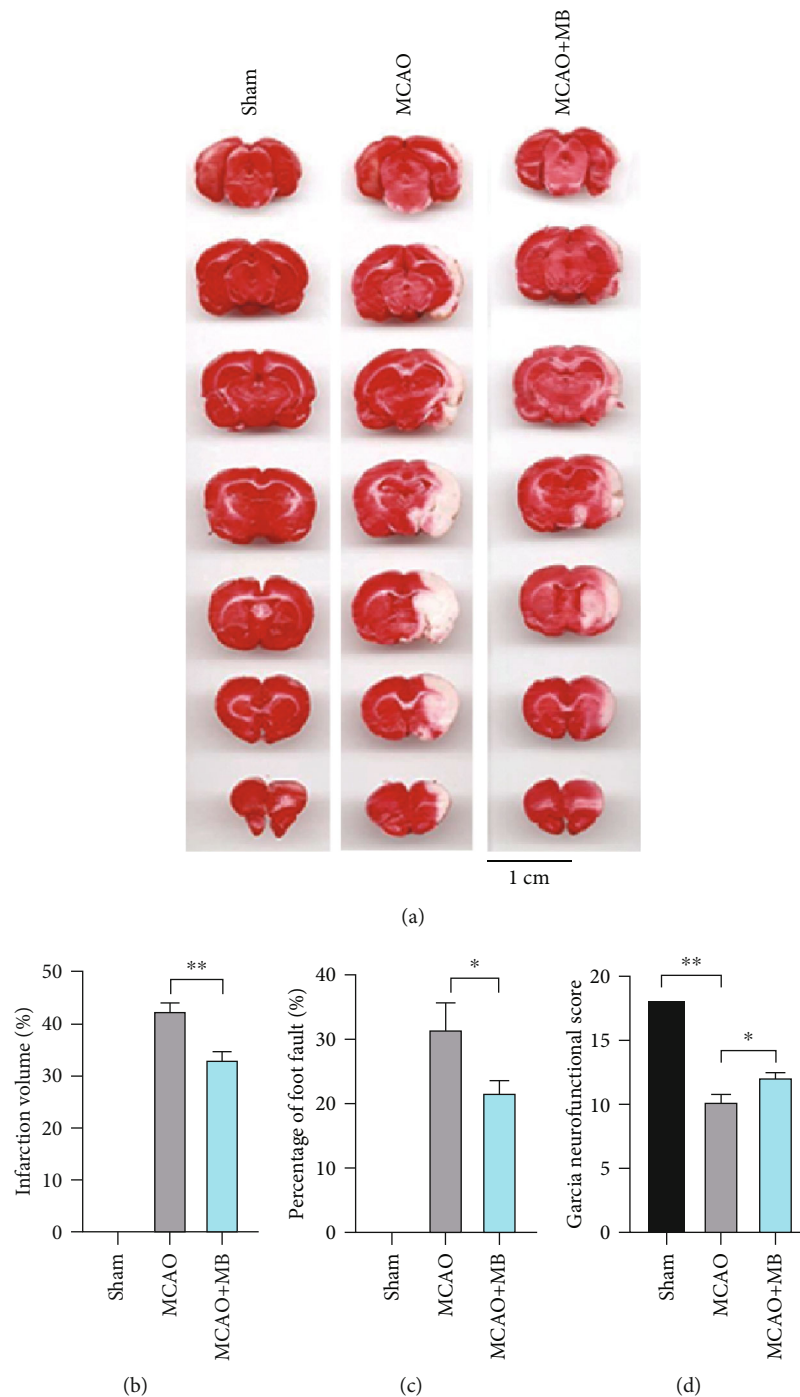 Sham
MCAO
MCAO+MB
1 cm
(a)
Infarction volume (%)
50
40
30
40
10
0
**
Sham
MCAO
MCAO+MB
(b)
Percentage of foot fault (%)
40
30
20
10
0
*
Sham
MCAO
MCAO+MB
(c)
Garcia neurofunctional score
20
15
10
5
0
**
*
Sham
MCAO
MCAO+MB
(d)